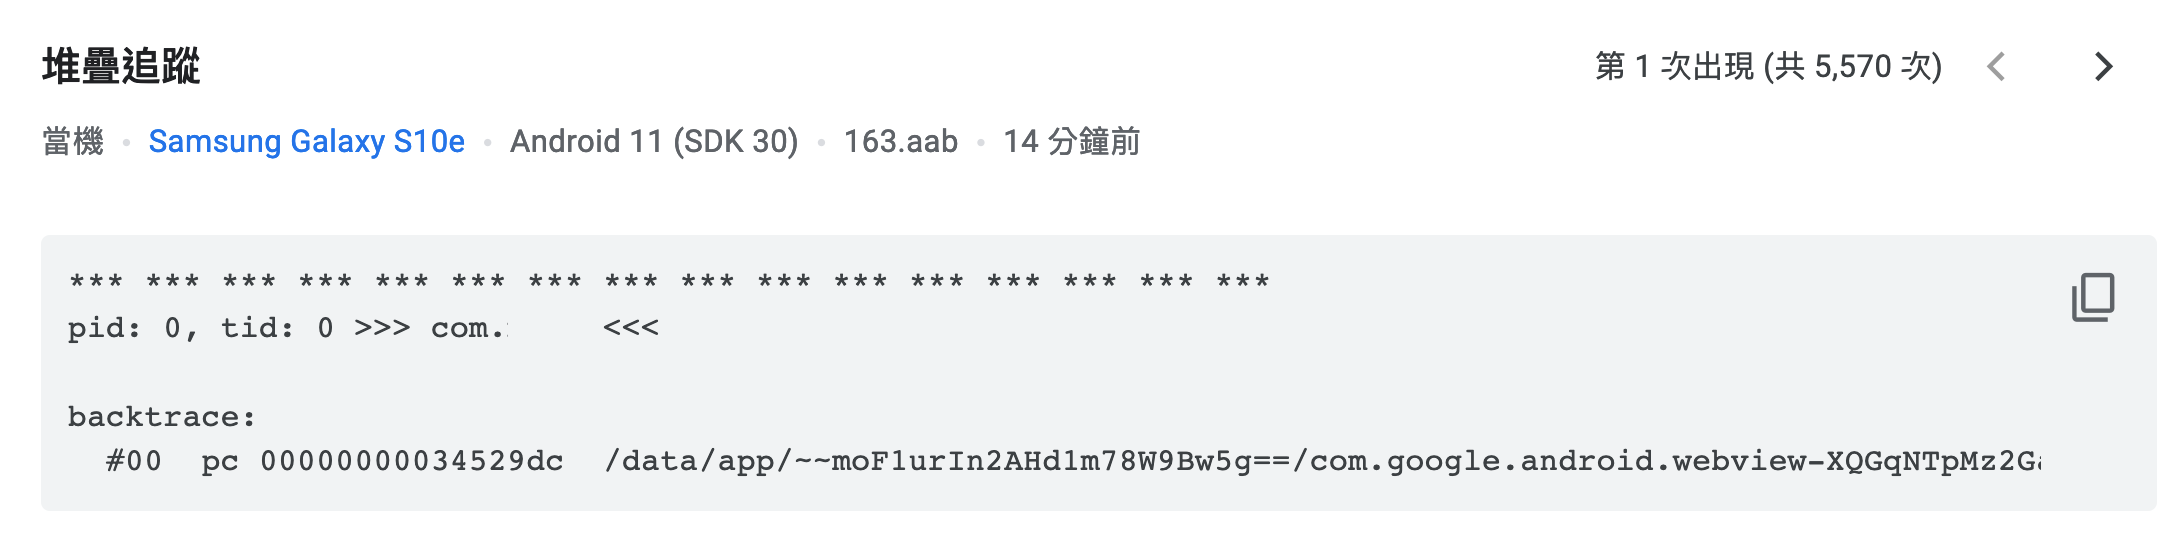 堆疊追蹤
第 1 次出現 (共 5,570 次)
當機 • Samsung Galaxy S10e • Android 11 (SDK 30) • 163.aab • 14 分鐘前
*** *** *** *** *** *** *** *** *** *** *** *** *** *** *** ***
pid: 0, tid: 0 >>> com. <<<
backtrace:
#00 pc 00000000034529dc /data/app/~~moF1urIn2AHd1m78W9Bw5g==/com.google.android.webview-XQGqNTpMz2G